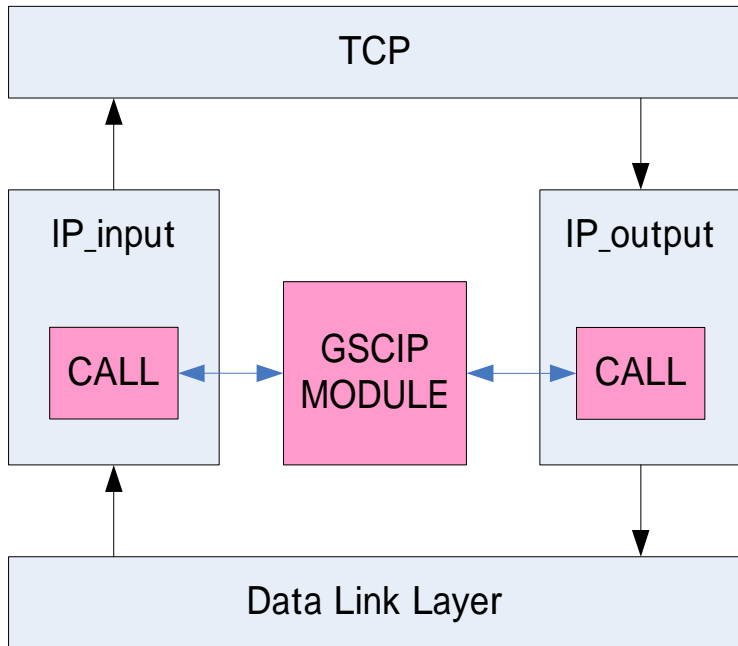 TCP
IP_input
IP_output
CALL
GSCIP
MODULE
CALL
Data Link Layer